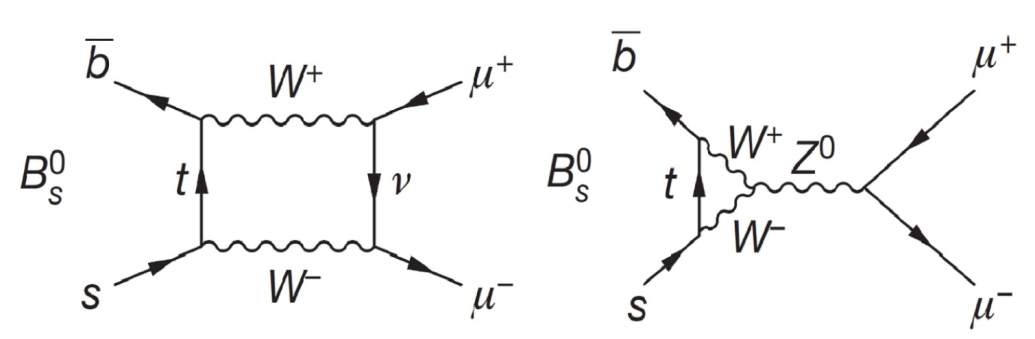 b̅ W⁺ μ⁺
B⁰ₛ t ν
s W⁻ μ⁻
b̅ W⁺ Z⁰ μ⁺
B⁰ₛ t
s W⁻ μ⁻